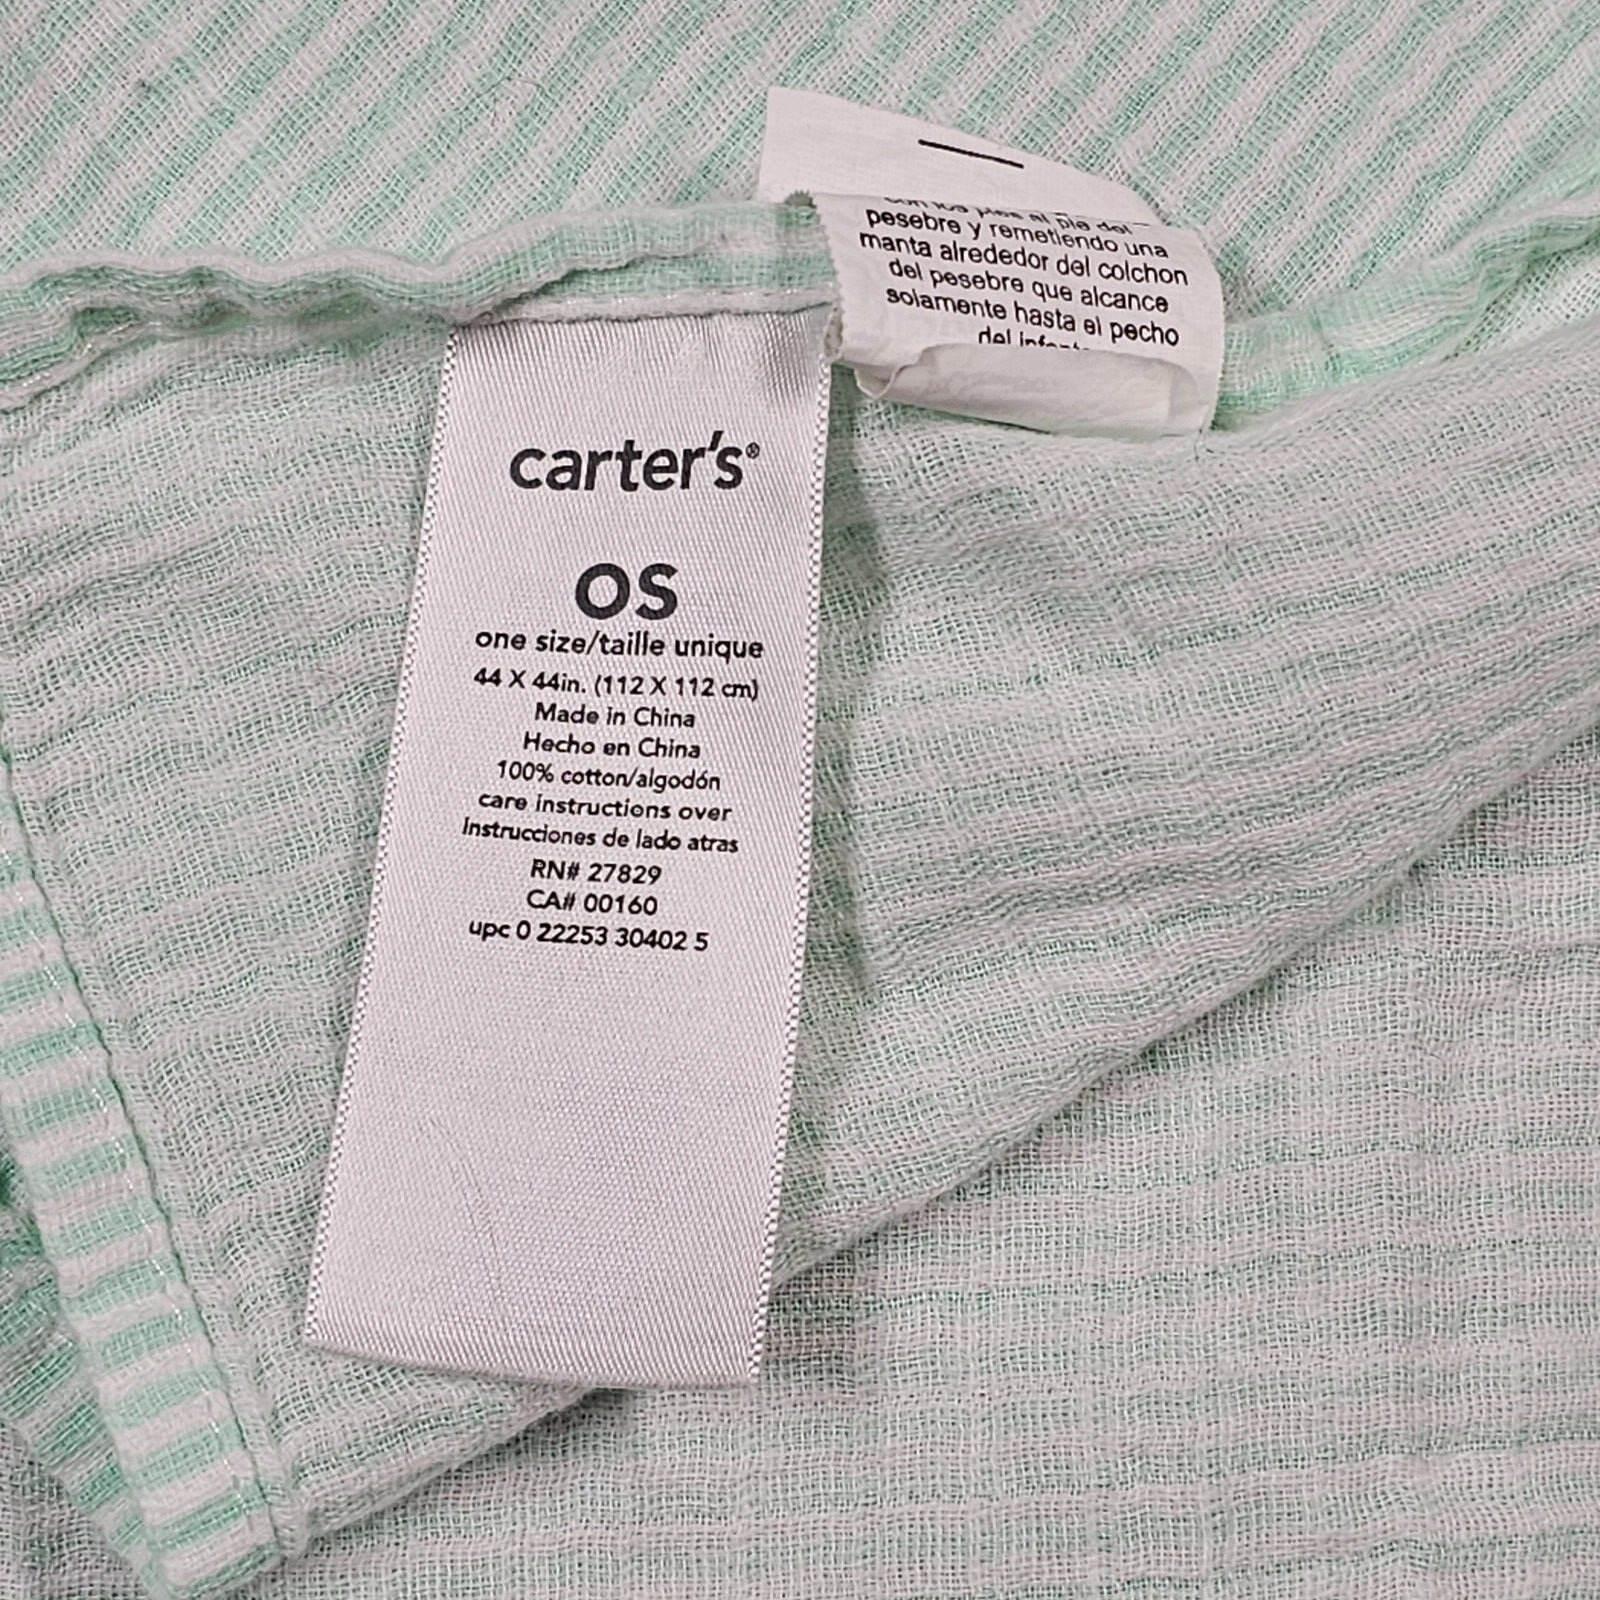 pesebre y remetiendo una
manta alrededor del colchon
del pesebre que alcance
solamente hasta el pecho
del
carter's®
OS
one size/taille unique
44 X 44in. (112 X 112 cm)
Made in China
Hecho en China
100% cotton/algodón
care instructions over
Instrucciones de lado atras
RN# 27829
CA# 00160
upc 0 22253 30402 5